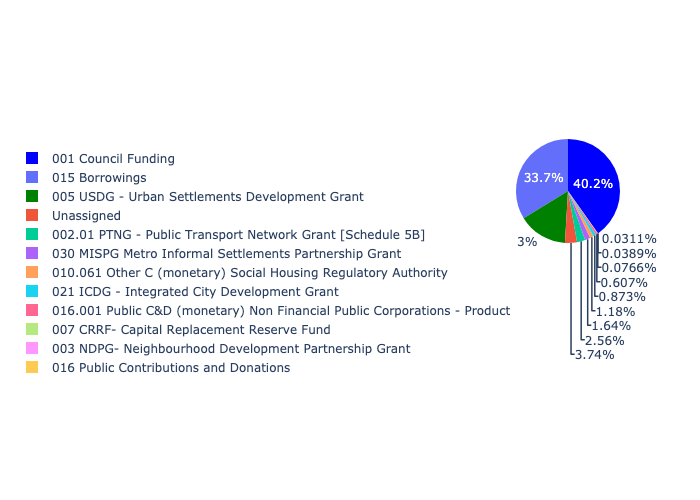 001 Council Funding
015 Borrowings
005 USDG - Urban Settlements Development Grant
Unassigned
002.01 PTNG - Public Transport Network Grant [Schedule 5B]
030 MISPG Metro Informal Settlements Partnership Grant
010.061 Other C (monetary) Social Housing Regulatory Authority
021 ICDG - Integrated City Development Grant
016.001 Public C&D (monetary) Non Financial Public Corporations - Product
007 CRRF- Capital Replacement Reserve Fund
003 NDPG- Neighbourhood Development Partnership Grant
016 Public Contributions and Donations
33.7%
40.2%
3%
0.0311%
0.0389%
0.0766%
0.607%
0.873%
1.18%
1.64%
2.56%
3.74%